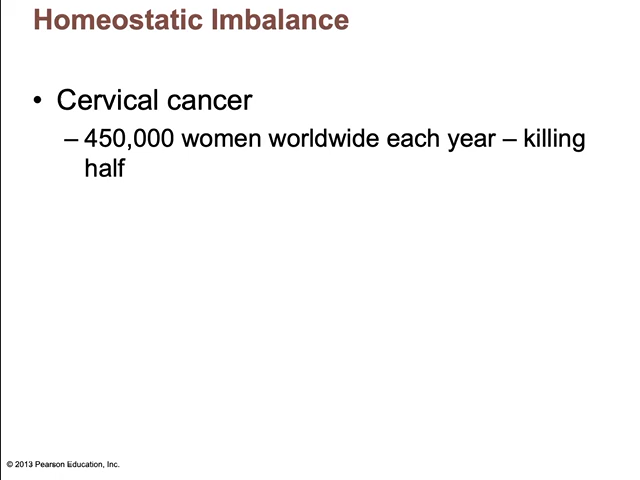 Homeostatic Imbalance
• Cervical cancer
– 450,000 women worldwide each year – killing
half
© 2013 Pearson Education, Inc.